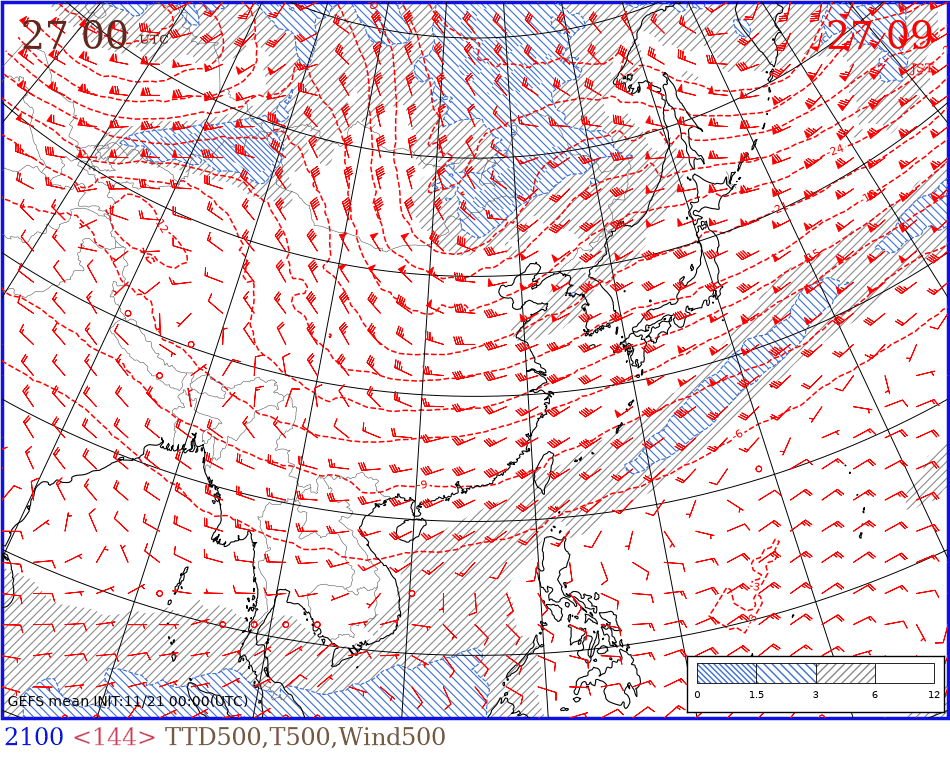 27 00 UTC
27 09
JST
-24
-9
-6
-3
0 1.5 3 6 12
GEFS mean INIT:11/21 00:00(UTC)
2100 <144> TTD500,T500,Wind500